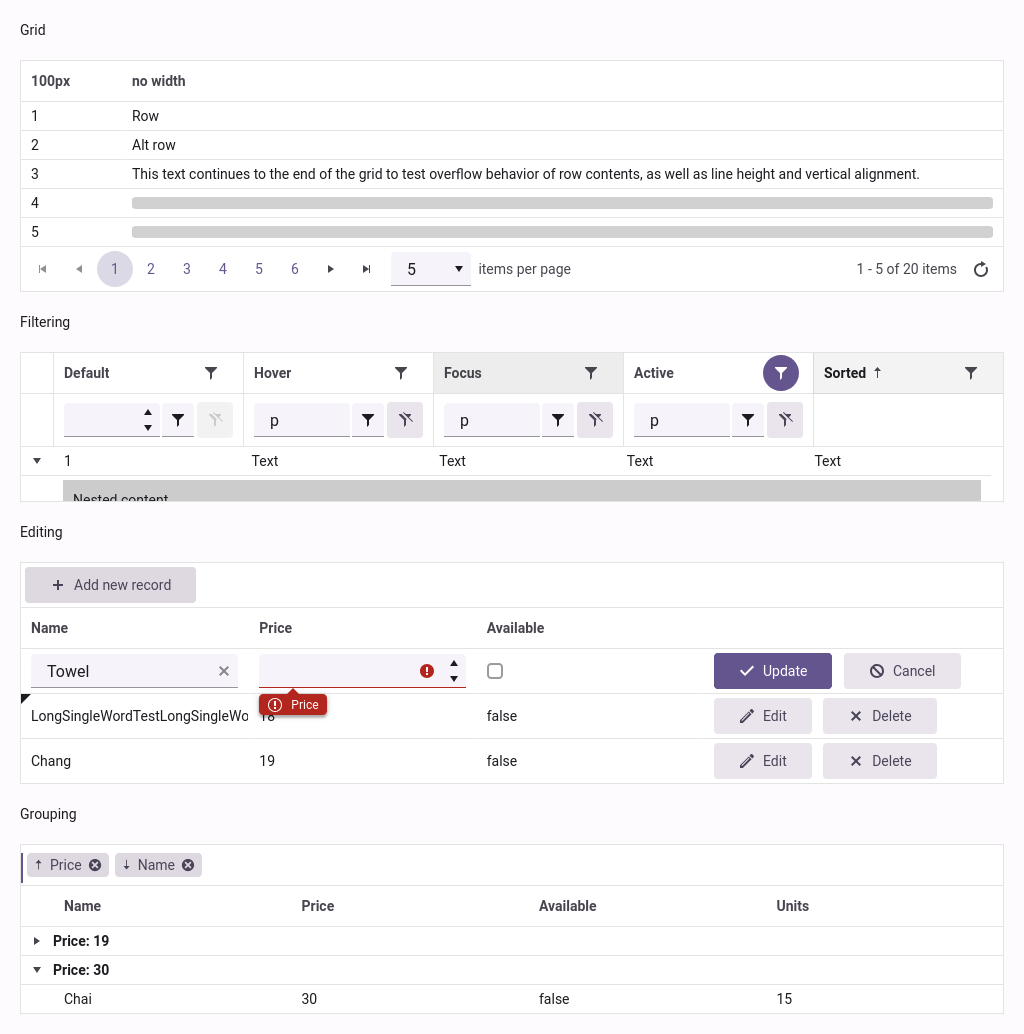 Grid
100px no width
1 Row
2 Alt row
3 This text continues to the end of the grid to test overflow behavior of row contents, as well as line height and vertical alignment.
4
5
1 2 3 4 5 6 5 items per page 1 - 5 of 20 items
Filtering
Default Hover Focus Active Sorted ↑
p p p
1 Text Text Text Text
Nested content
Editing
+ Add new record
Name Price Available
Towel Update Cancel
Price
LongSingleWordTestLongSingleWo 18 false Edit Delete
Chang 19 false Edit Delete
Grouping
↑ Price ↓ Name
Name Price Available Units
Price: 19
Price: 30
Chai 30 false 15